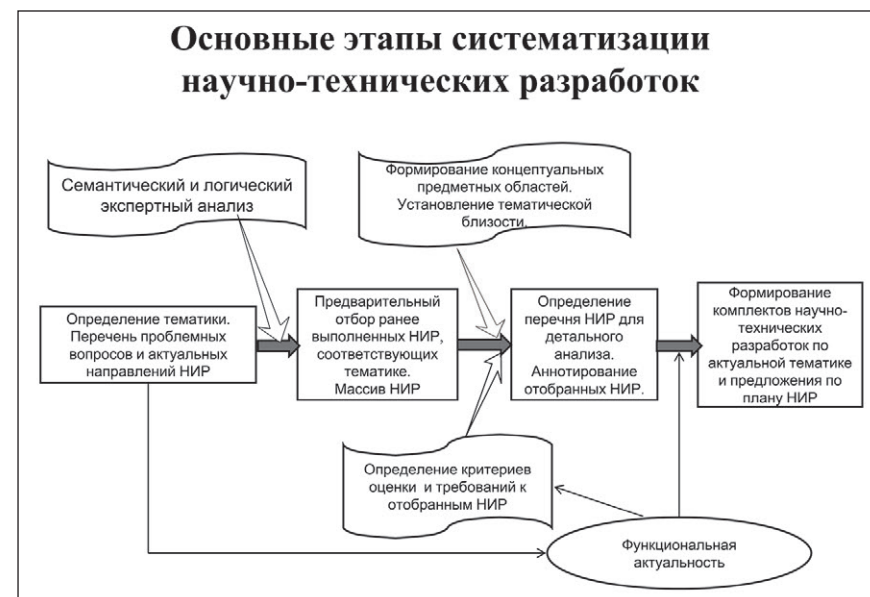 Основные этапы систематизации
научно-технических разработок
Семантический и логический
экспертный анализ
Формирование концептуальных
предметных областей.
Установление тематической
близости.
Определение тематики.
Перечень проблемных
вопросов и актуальных
направлений НИР
Предварительный
отбор ранее
выполненных НИР,
соответствующих
тематике.
Массив НИР
Определение
перечня НИР для
детального
анализа.
Аннотирование
отобранных НИР.
Формирование
комплектов научно-
технических
разработок по
актуальной тематике
и предложения по
плану НИР
Определение критериев
оценки и требований к
отобранным НИР
Функциональная
актуальность